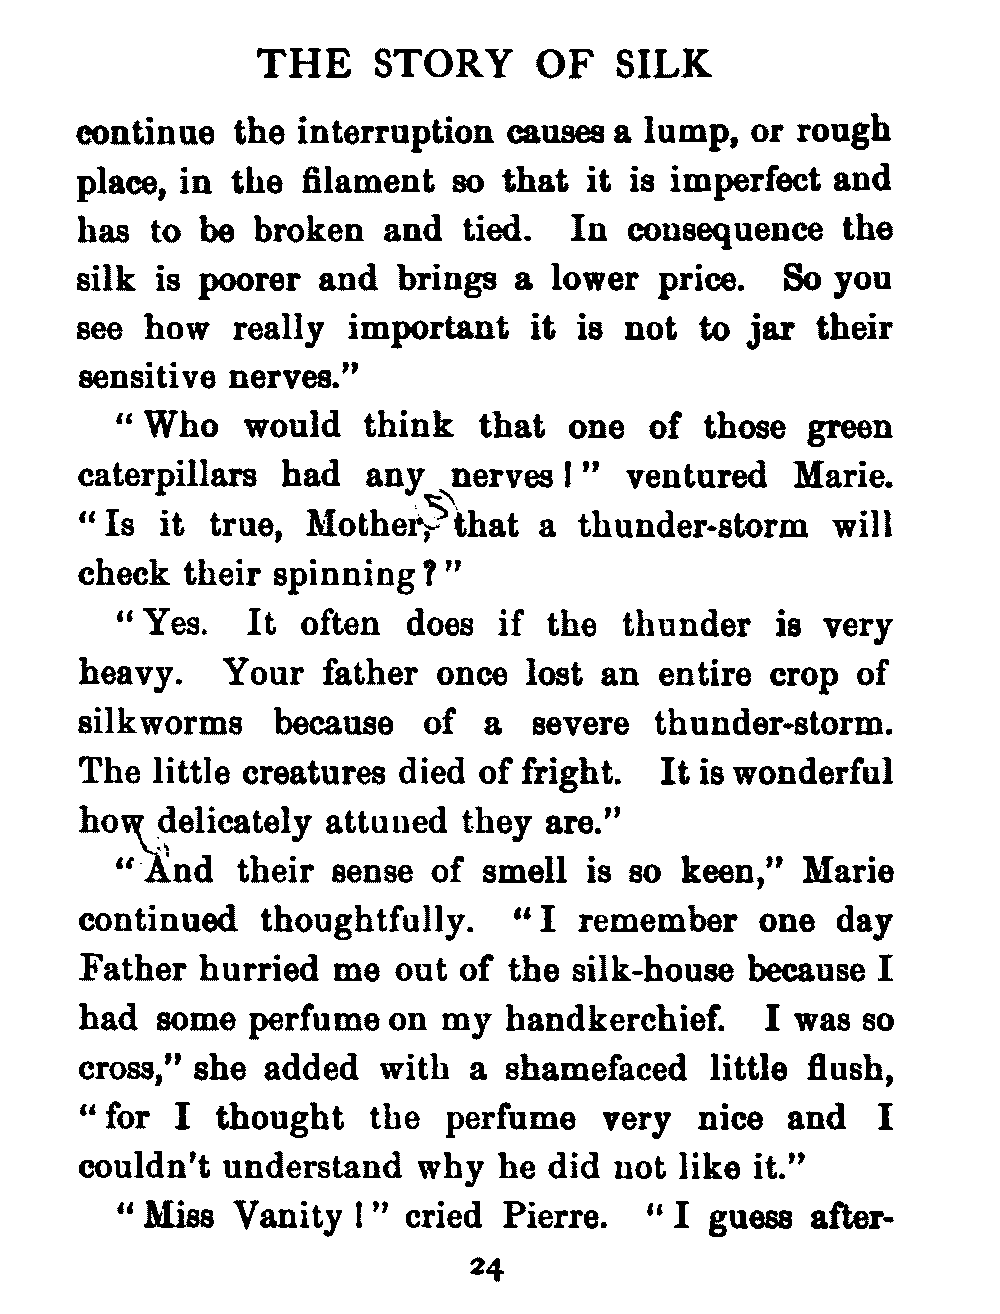 THE STORY OF SILK
continue the interruption causes a lump, or rough
place, in the filament so that it is imperfect and
has to be broken and tied. In consequence the
silk is poorer and brings a lower price. So you
see how really important it is not to jar their
sensitive nerves.”
“Who would think that one of those green
caterpillars had any nerves!” ventured Marie.
“Is it true, Mother, that a thunder-storm will
check their spinning?”
“Yes. It often does if the thunder is very
heavy. Your father once lost an entire crop of
silkworms because of a severe thunder-storm.
The little creatures died of fright. It is wonderful
how delicately attuned they are.”
“And their sense of smell is so keen,” Marie
continued thoughtfully. “I remember one day
Father hurried me out of the silk-house because I
had some perfume on my handkerchief. I was so
cross,” she added with a shamefaced little flush,
“for I thought the perfume very nice and I
couldn't understand why he did not like it.”
“Miss Vanity!” cried Pierre. “I guess after-
24